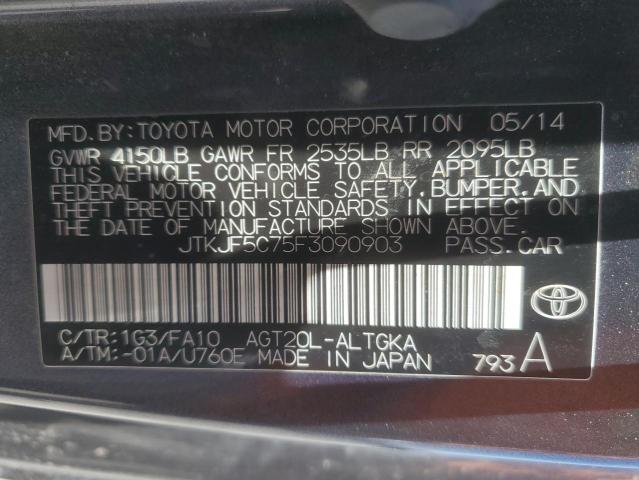 MFD.BY:TOYOTA MOTOR CORPORATION 05/14
GVWR 4150LB GAWR FR 2535LB RR 2095LB
THIS VEHICLE CONFORMS TO ALL APPLICABLE
FEDERAL MOTOR VEHICLE SAFETY,BUMPER,AND
THEFT PREVENTION STANDARDS IN EFFECT ON
THE DATE OF MANUFACTURE SHOWN ABOVE.
JTKJF5C75F3090903 PASS.CAR
C/TR:1G3/FA10 AGT20L-ALTGKA
A/TM:-01A/U760E MADE IN JAPAN 793 A